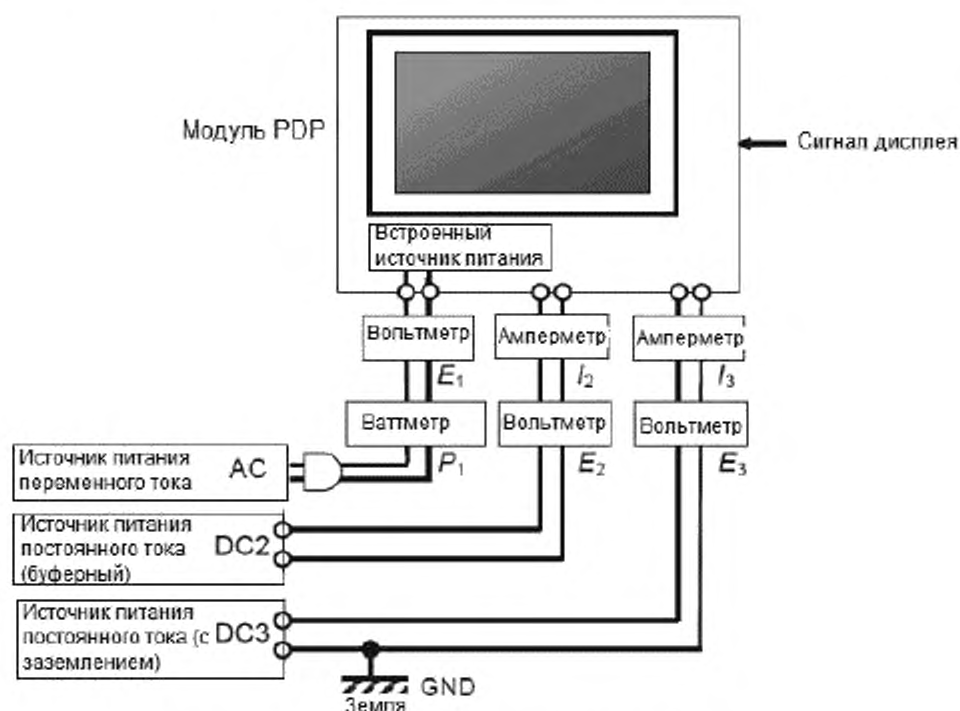 Модуль PDP
Сигнал дисплея
Встроенный
источник питания
Вольтметр
Амперметр
Амперметр
E1
I2
I3
Ваттметр
Вольтметр
Вольтметр
P1
E2
E3
Источник питания
переменного тока
AC
Источник питания
постоянного тока
(буферный)
DC2
Источник питания
постоянного тока (с
заземлением)
DC3
GND
Земля